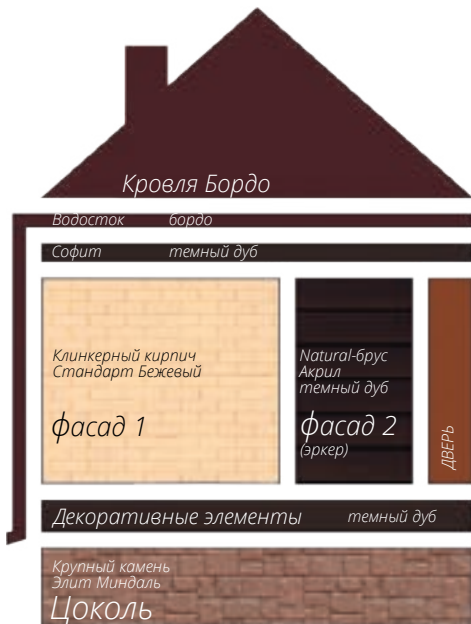 Кровля Бордо
Водосток бордо
Софит темный дуб
Клинкерный кирпич
Стандарт Бежевый
фасад 1
Natural-брус
Акрил
темный дуб
фасад 2
(эркер)
ДВЕРЬ
Декоративные элементы темный дуб
Крупный камень
Элит Миндаль
Цоколь